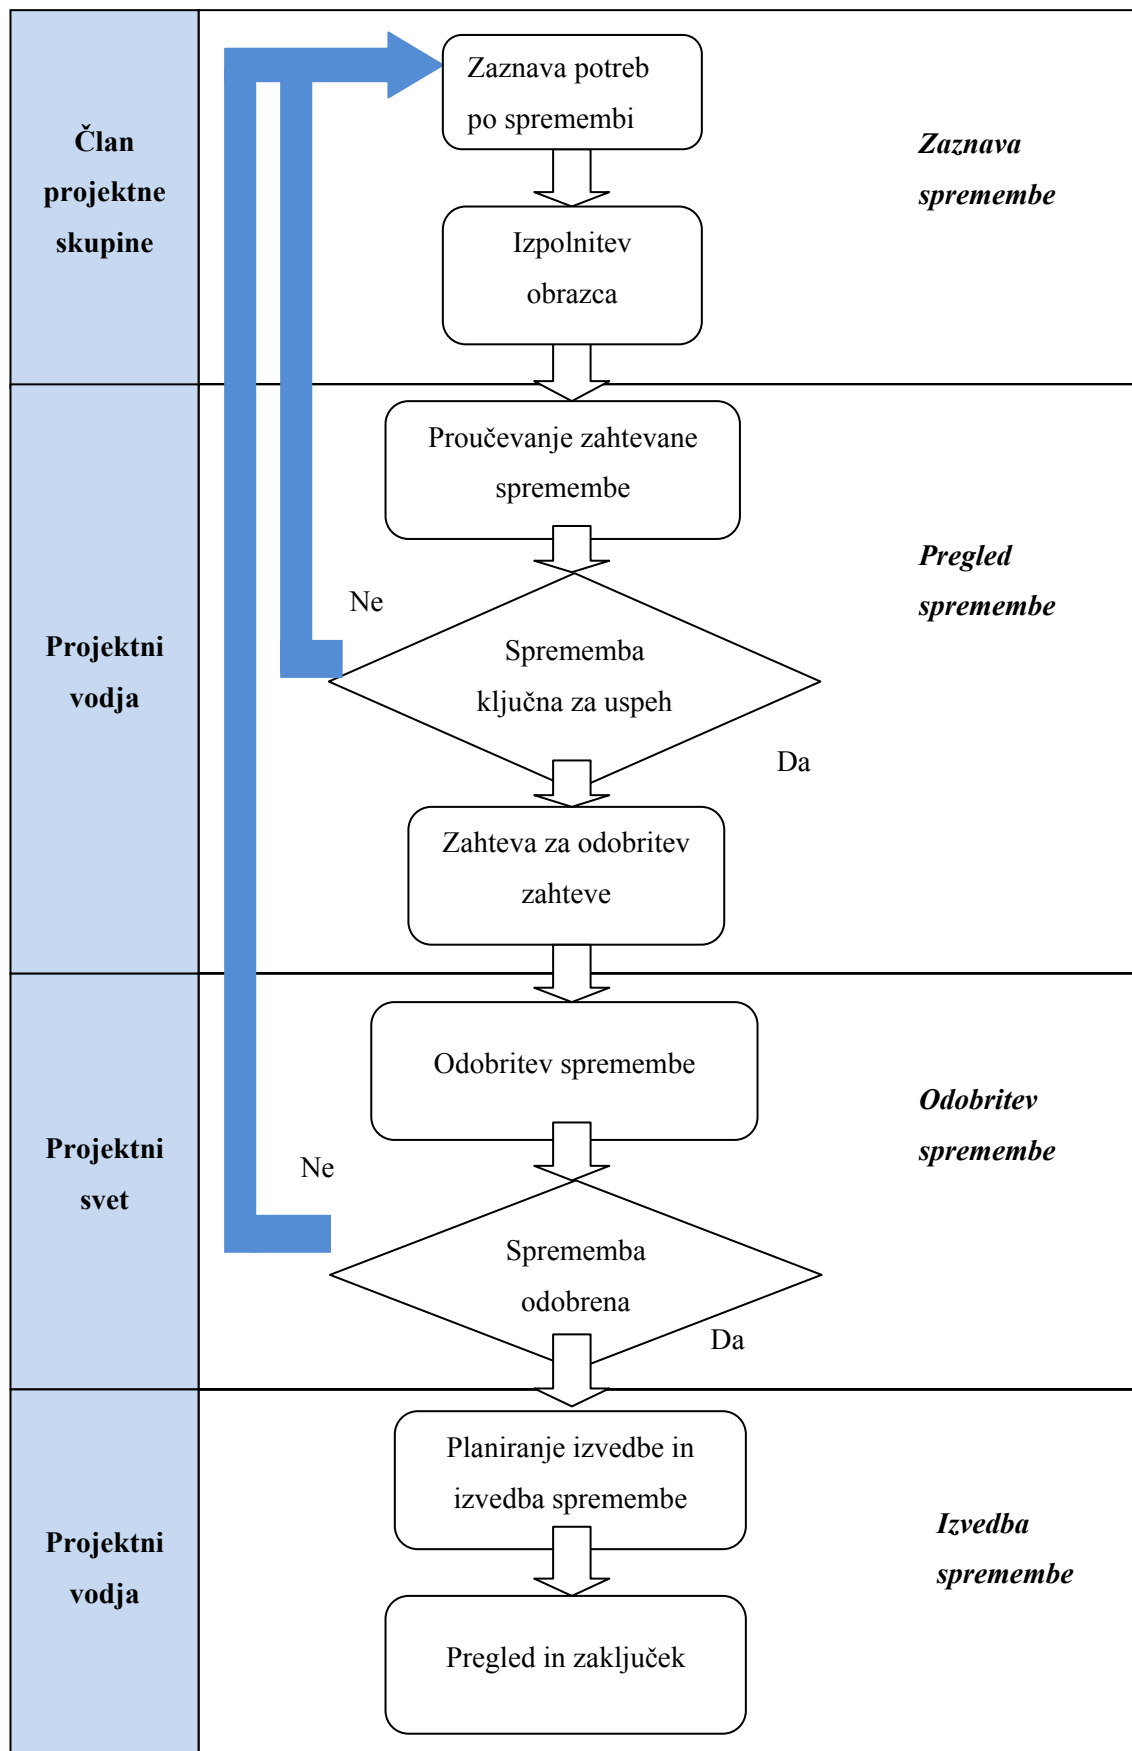 Član
projektne
skupine
Zaznava potreb
po spremembi
Izpolnitev
obrazca
Zaznava
spremembe
Projektni
vodja
Proučevanje zahtevane
spremembe
Ne
Sprememba
ključna za uspeh
Da
Zahteva za odobritev
zahteve
Pregled
spremembe
Projektni
svet
Odobritev spremembe
Ne
Sprememba
odobrena
Da
Odobritev
spremembe
Projektni
vodja
Planiranje izvedbe in
izvedba spremembe
Pregled in zaključek
Izvedba
spremembe